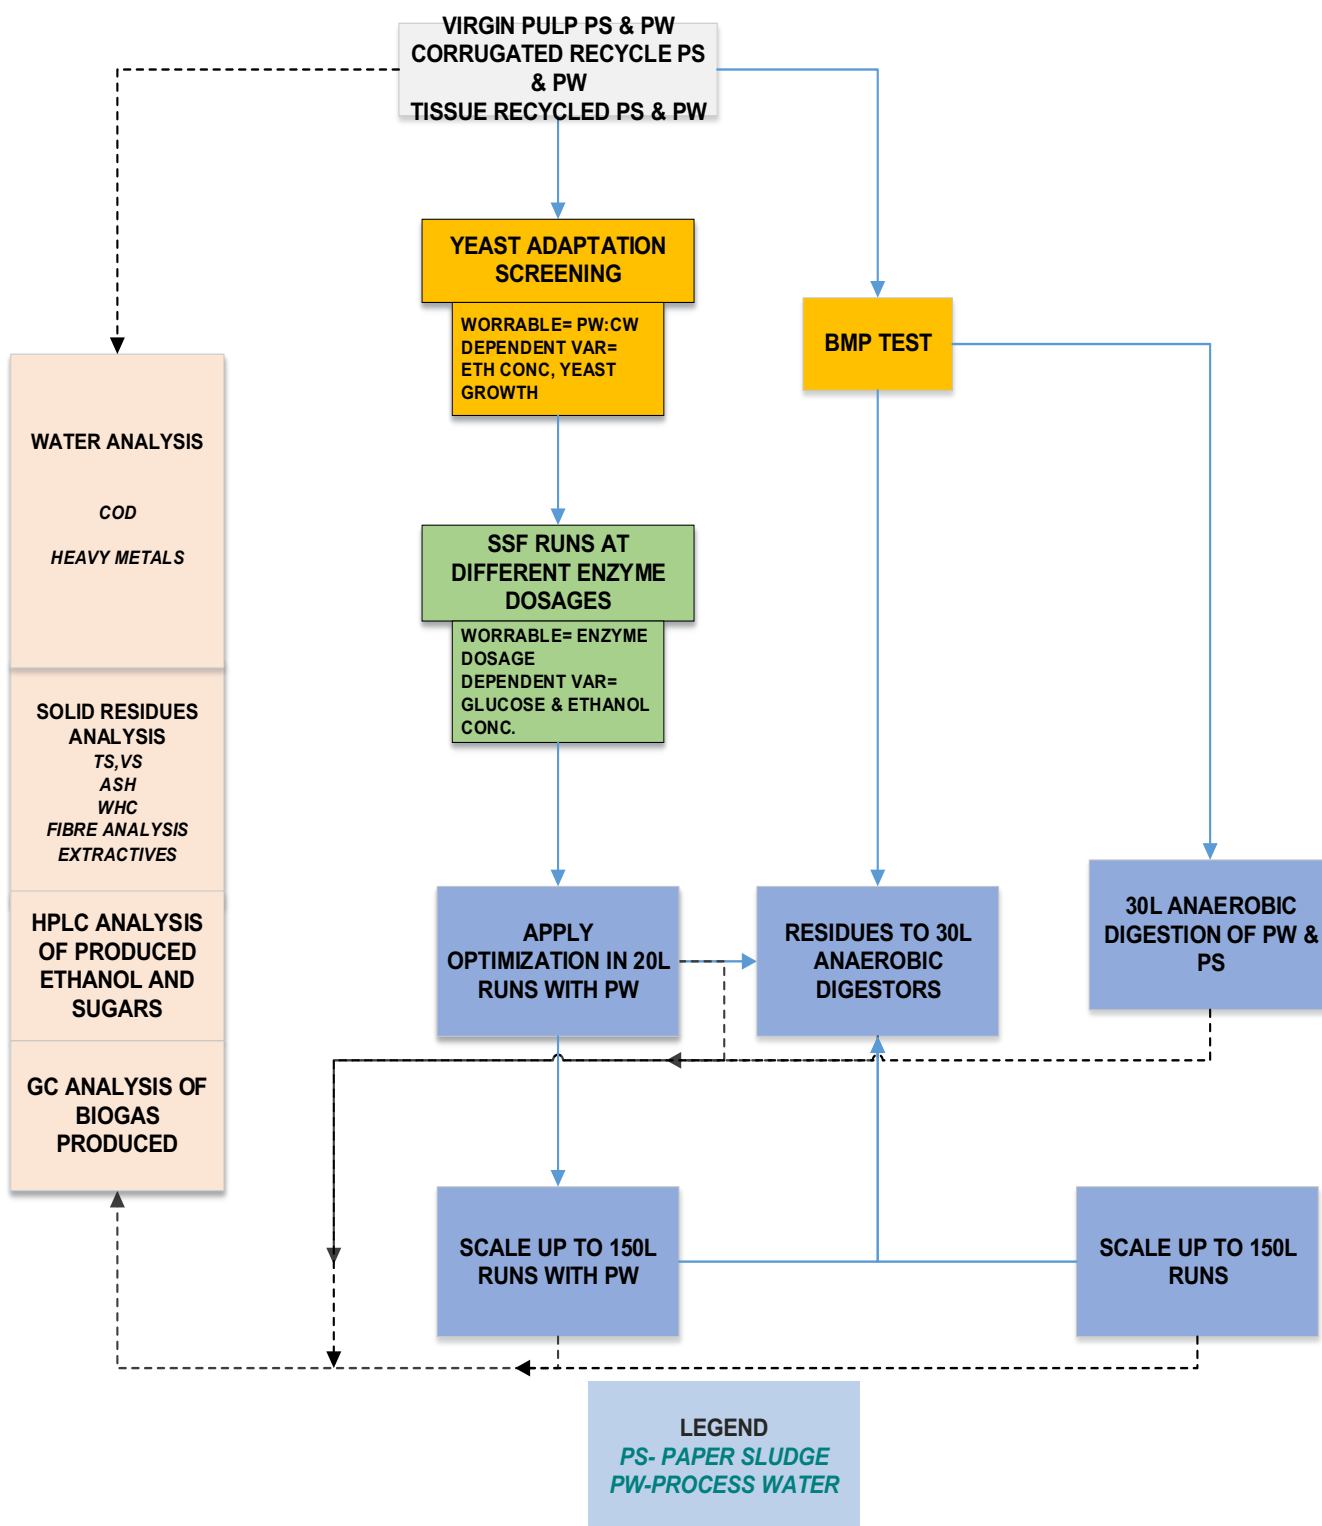 VIRGIN PULP PS & PW
CORRUGATED RECYCLE PS
& PW
TISSUE RECYCLED PS & PW
YEAST ADAPTATION
SCREENING
WORRABLE= PW:CW
DEPENDENT VAR=
ETH CONC, YEAST
GROWTH
BMP TEST
WATER ANALYSIS
COD
HEAVY METALS
SSF RUNS AT
DIFFERENT ENZYME
DOSAGES
WORRABLE= ENZYME
DOSAGE
DEPENDENT VAR=
GLUCOSE & ETHANOL
CONC.
SOLID RESIDUES
ANALYSIS
TS,VS
ASH
WHC
FIBRE ANALYSIS
EXTRACTIVES
HPLC ANALYSIS
OF PRODUCED
ETHANOL AND
SUGARS
APPLY
OPTIMIZATION IN 20L
RUNS WITH PW
RESIDUES TO 30L
ANAEROBIC
DIGESTORS
30L ANAEROBIC
DIGESTION OF PW &
PS
GC ANALYSIS OF
BIOGAS
PRODUCED
SCALE UP TO 150L
RUNS WITH PW
SCALE UP TO 150L
RUNS
LEGEND
PS- PAPER SLUDGE
PW-PROCESS WATER